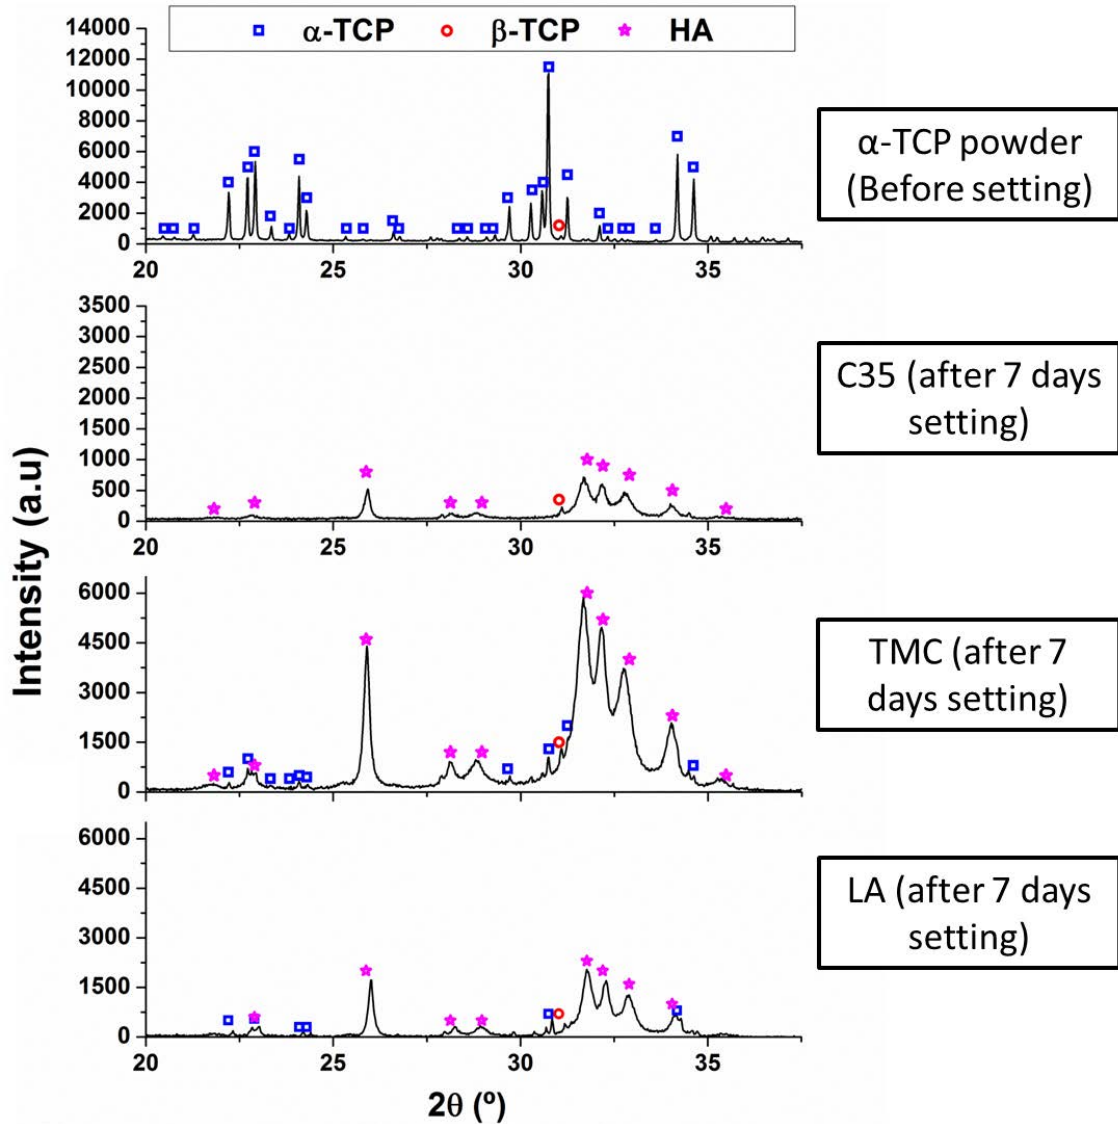 α-TCP β-TCP HA
14000
12000
10000
8000
6000
4000
2000
0
20 25 30 35
α-TCP powder
(Before setting)
3500
3000
2500
2000
1500
1000
500
0
20 25 30 35
C35 (after 7 days
setting)
6000
4500
3000
1500
0
20 25 30 35
TMC (after 7
days setting)
6000
4500
3000
1500
0
20 25 30 35
LA (after 7 days
setting)
Intensity (a.u)
2θ (º)